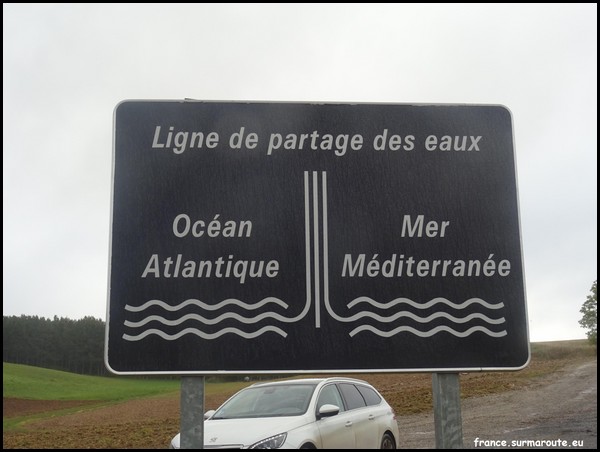 Ligne de partage des eaux
Océan
Atlantique
Mer
Méditerranée
france.surmaroute.eu